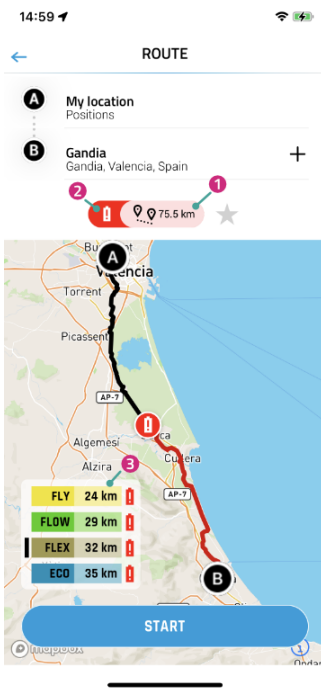 14:59
ROUTE
A
My location
Positions
B
Gandia
Gandia, Valencia, Spain
2
1
75.5 km
A
València
Torrent
Picassent
AP-7
Algemesí
Cullera
Alzira
3
AP-7
FLY 24 km
FLOW 29 km
FLEX 32 km
ECO 35 km
B
START
mapbox